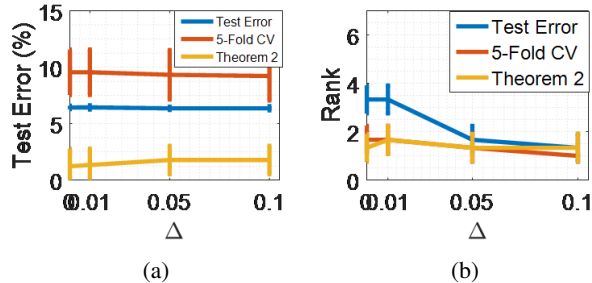 15
10
5
0
Test Error (%)
Test Error
5-Fold CV
Theorem 2
0 0.01 0.05 0.1
Δ
(a)
6
4
2
0
Rank
Test Error
5-Fold CV
Theorem 2
0 0.01 0.05 0.1
Δ
(b)